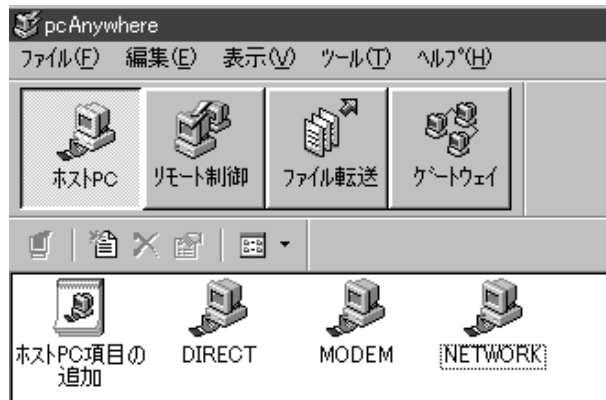 pcAnywhere
ﾌｧｲﾙ(F) 編集(E) 表示(V) ﾂｰﾙ(T) ﾍﾙﾌﾟ(H)
ﾎｽﾄPC ﾘﾓｰﾄ制御 ﾌｧｲﾙ転送 ｹﾞｰﾄｳｪｲ
ﾎｽﾄPC項目の DIRECT MODEM NETWORK
追加